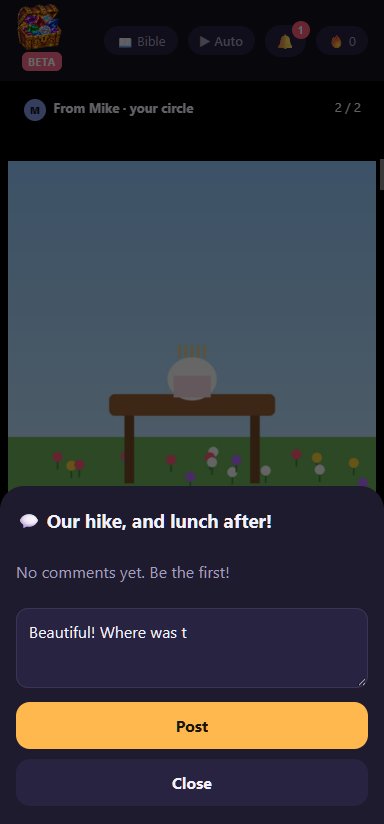 BETA
Bible
Auto
1
0
M From Mike · your circle
2 / 2
Our hike, and lunch after!
No comments yet. Be the first!
Beautiful! Where was t
Post
Close